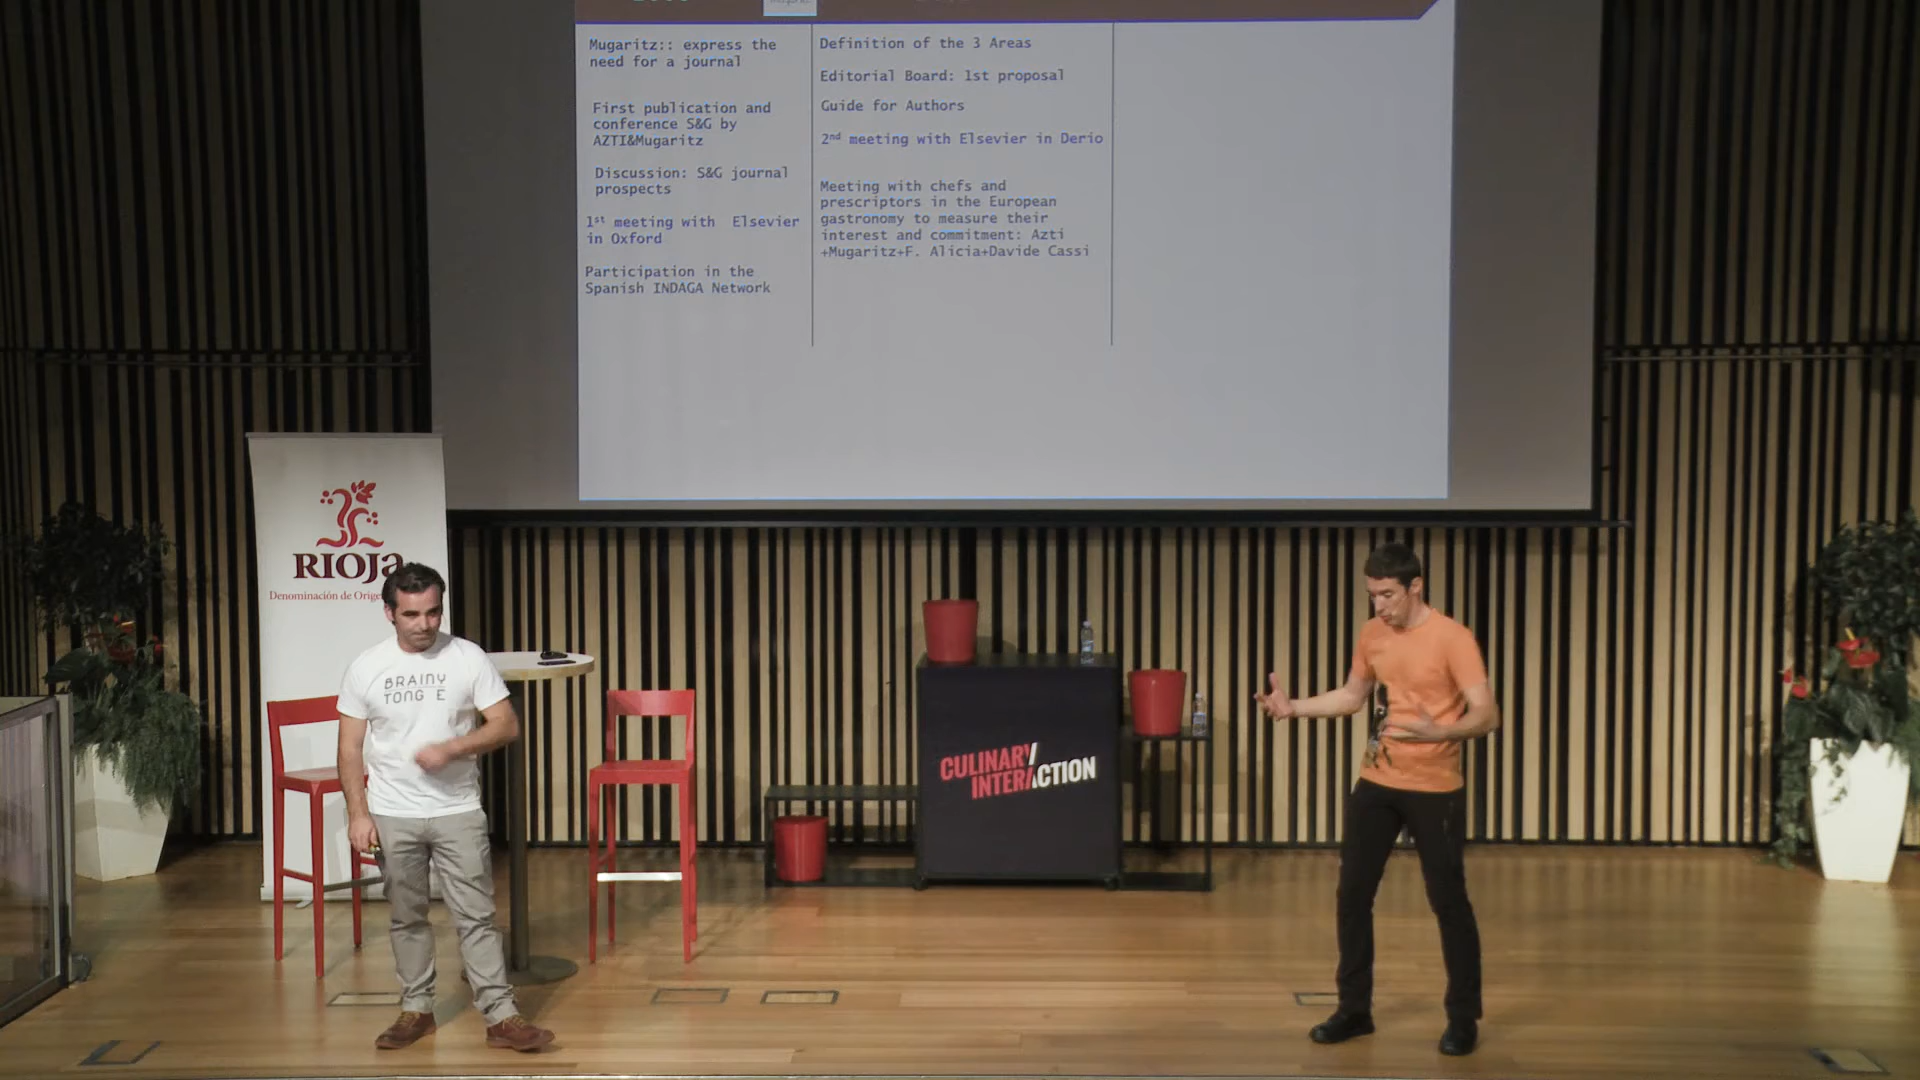 Mugaritz:: express the
need for a journal
First publication and
conference S&G by
AZTI&Mugaritz
Discussion: S&G journal
prospects
1st meeting with Elsevier
in Oxford
Participation in the
Spanish INDAGA Network
Definition of the 3 Areas
Editorial Board: 1st proposal
Guide for Authors
2nd meeting with Elsevier in Derio
Meeting with chefs and
prescriptors in the European
gastronomy to measure their
interest and commitment: Azti
+Mugaritz+F. Alicia+Davide Cassi
RIOJa
Denominación de
BRAINY
TONG E
CULINARY
INTERACTION